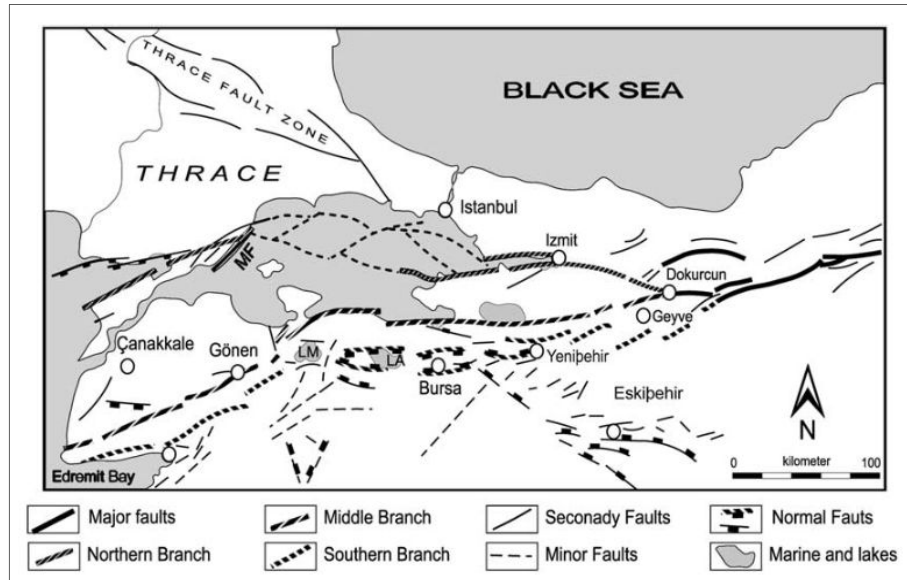 BLACK SEA
THRACE FAULT ZONE
THRACE
Istanbul
MF
Izmit
Dokurcun
Geyve
Çanakkale
Gönen
LM
LA
Bursa
Yeniþehir
Eskiþehir
N
Edremit Bay
kilometer
0 100
Major faults
Middle Branch
Seconady Faults
Normal Fauts
Northern Branch
Southern Branch
Minor Faults
Marine and lakes